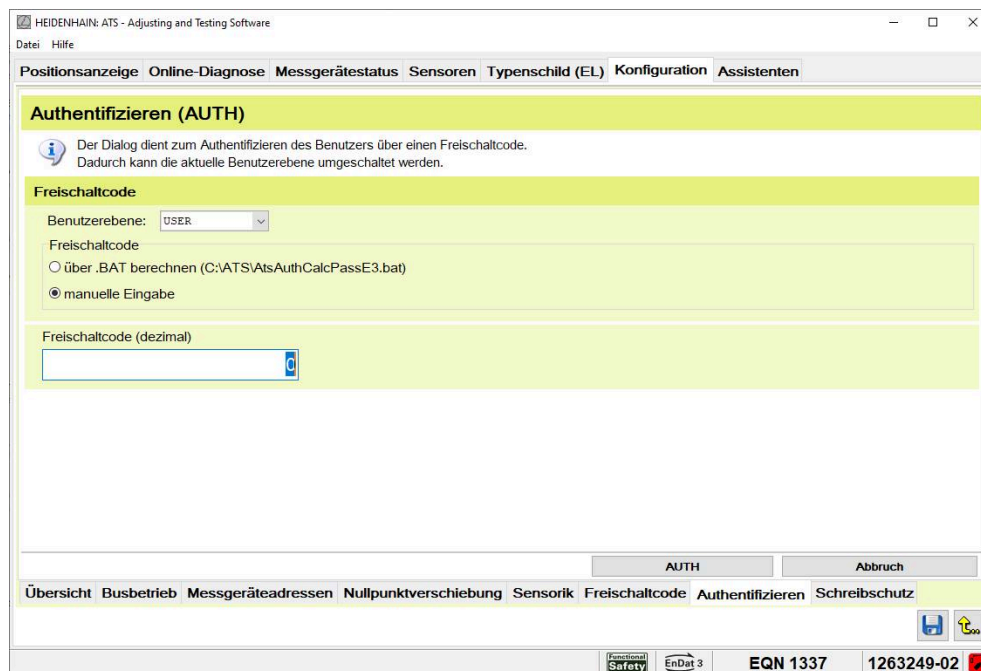 HEIDENHAIN: ATS - Adjusting and Testing Software
Datei Hilfe
Positionsanzeige Online-Diagnose Messgerätestatus Sensoren Typenschild (EL) Konfiguration Assistenten
Authentifizieren (AUTH)
Der Dialog dient zum Authentifizieren des Benutzers über einen Freischaltcode.
Dadurch kann die aktuelle Benutzerebene umgeschaltet werden.
Freischaltcode
Benutzerebene: USER
Freischaltcode
über .BAT berechnen (C:\ATS\AtsAuthCalcPassE3.bat)
manuelle Eingabe
Freischaltcode (dezimal)
0
AUTH Abbruch
Übersicht Busbetrieb Messgeräteadressen Nullpunktverschiebung Sensorik Freischaltcode Authentifizieren Schreibschutz
Functional Safety EnDat 3 EQN 1337 1263249-02